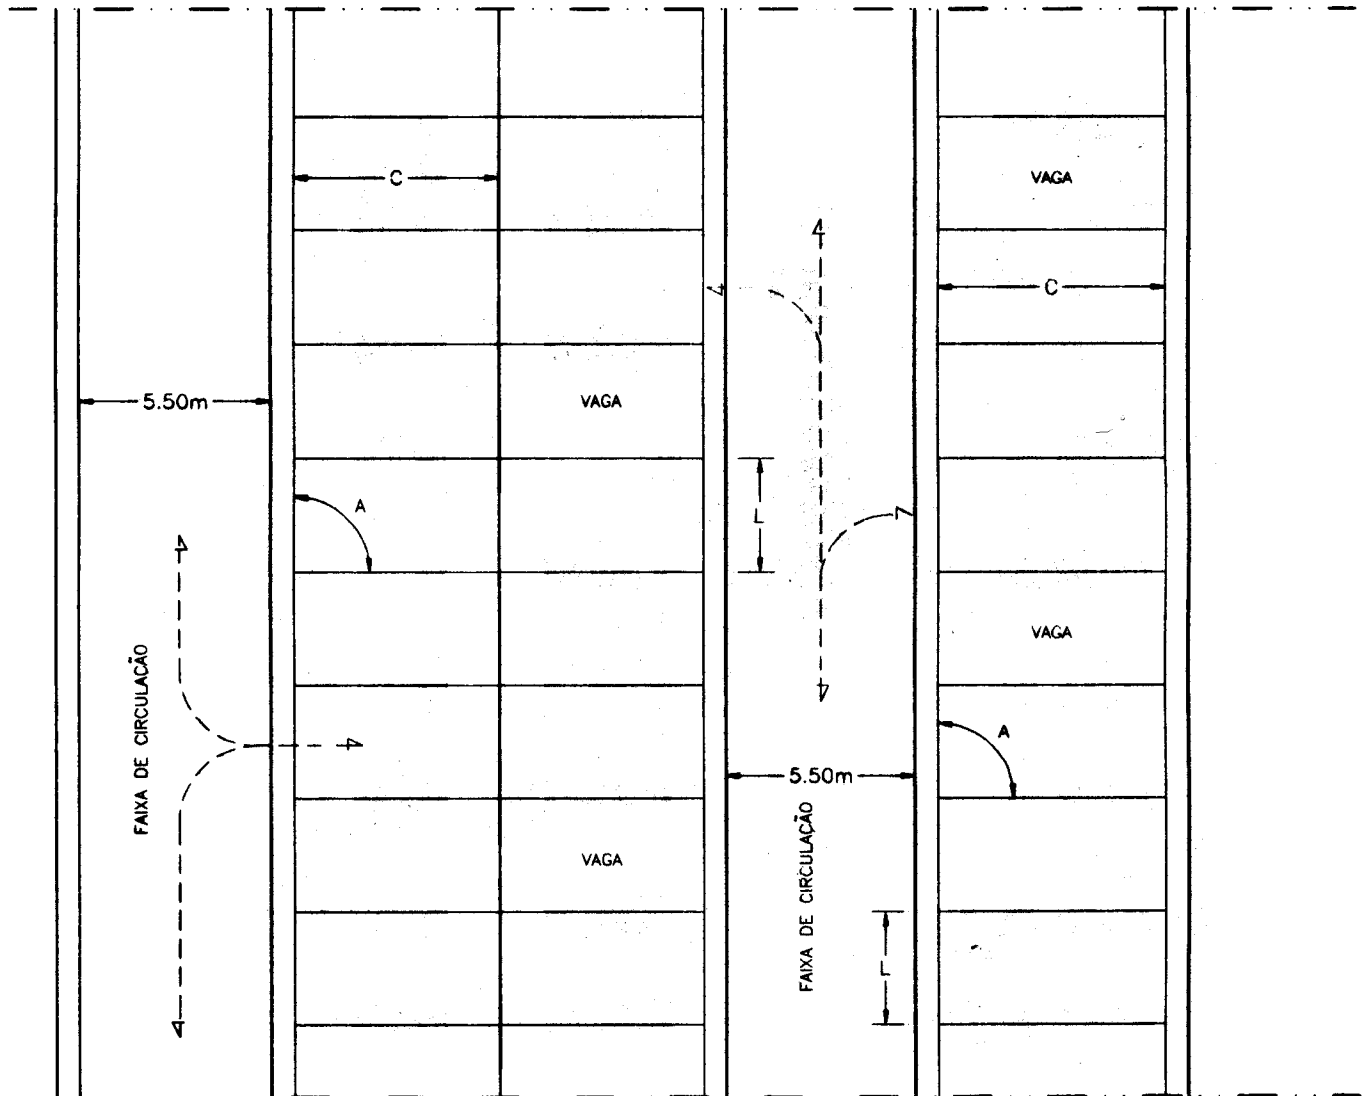 VAGA
C
C
5.50m
VAGA
A
L
VAGA
FAIXA DE CIRCULAÇÃO
A
5.50m
VAGA
FAIXA DE CIRCULAÇÃO
L